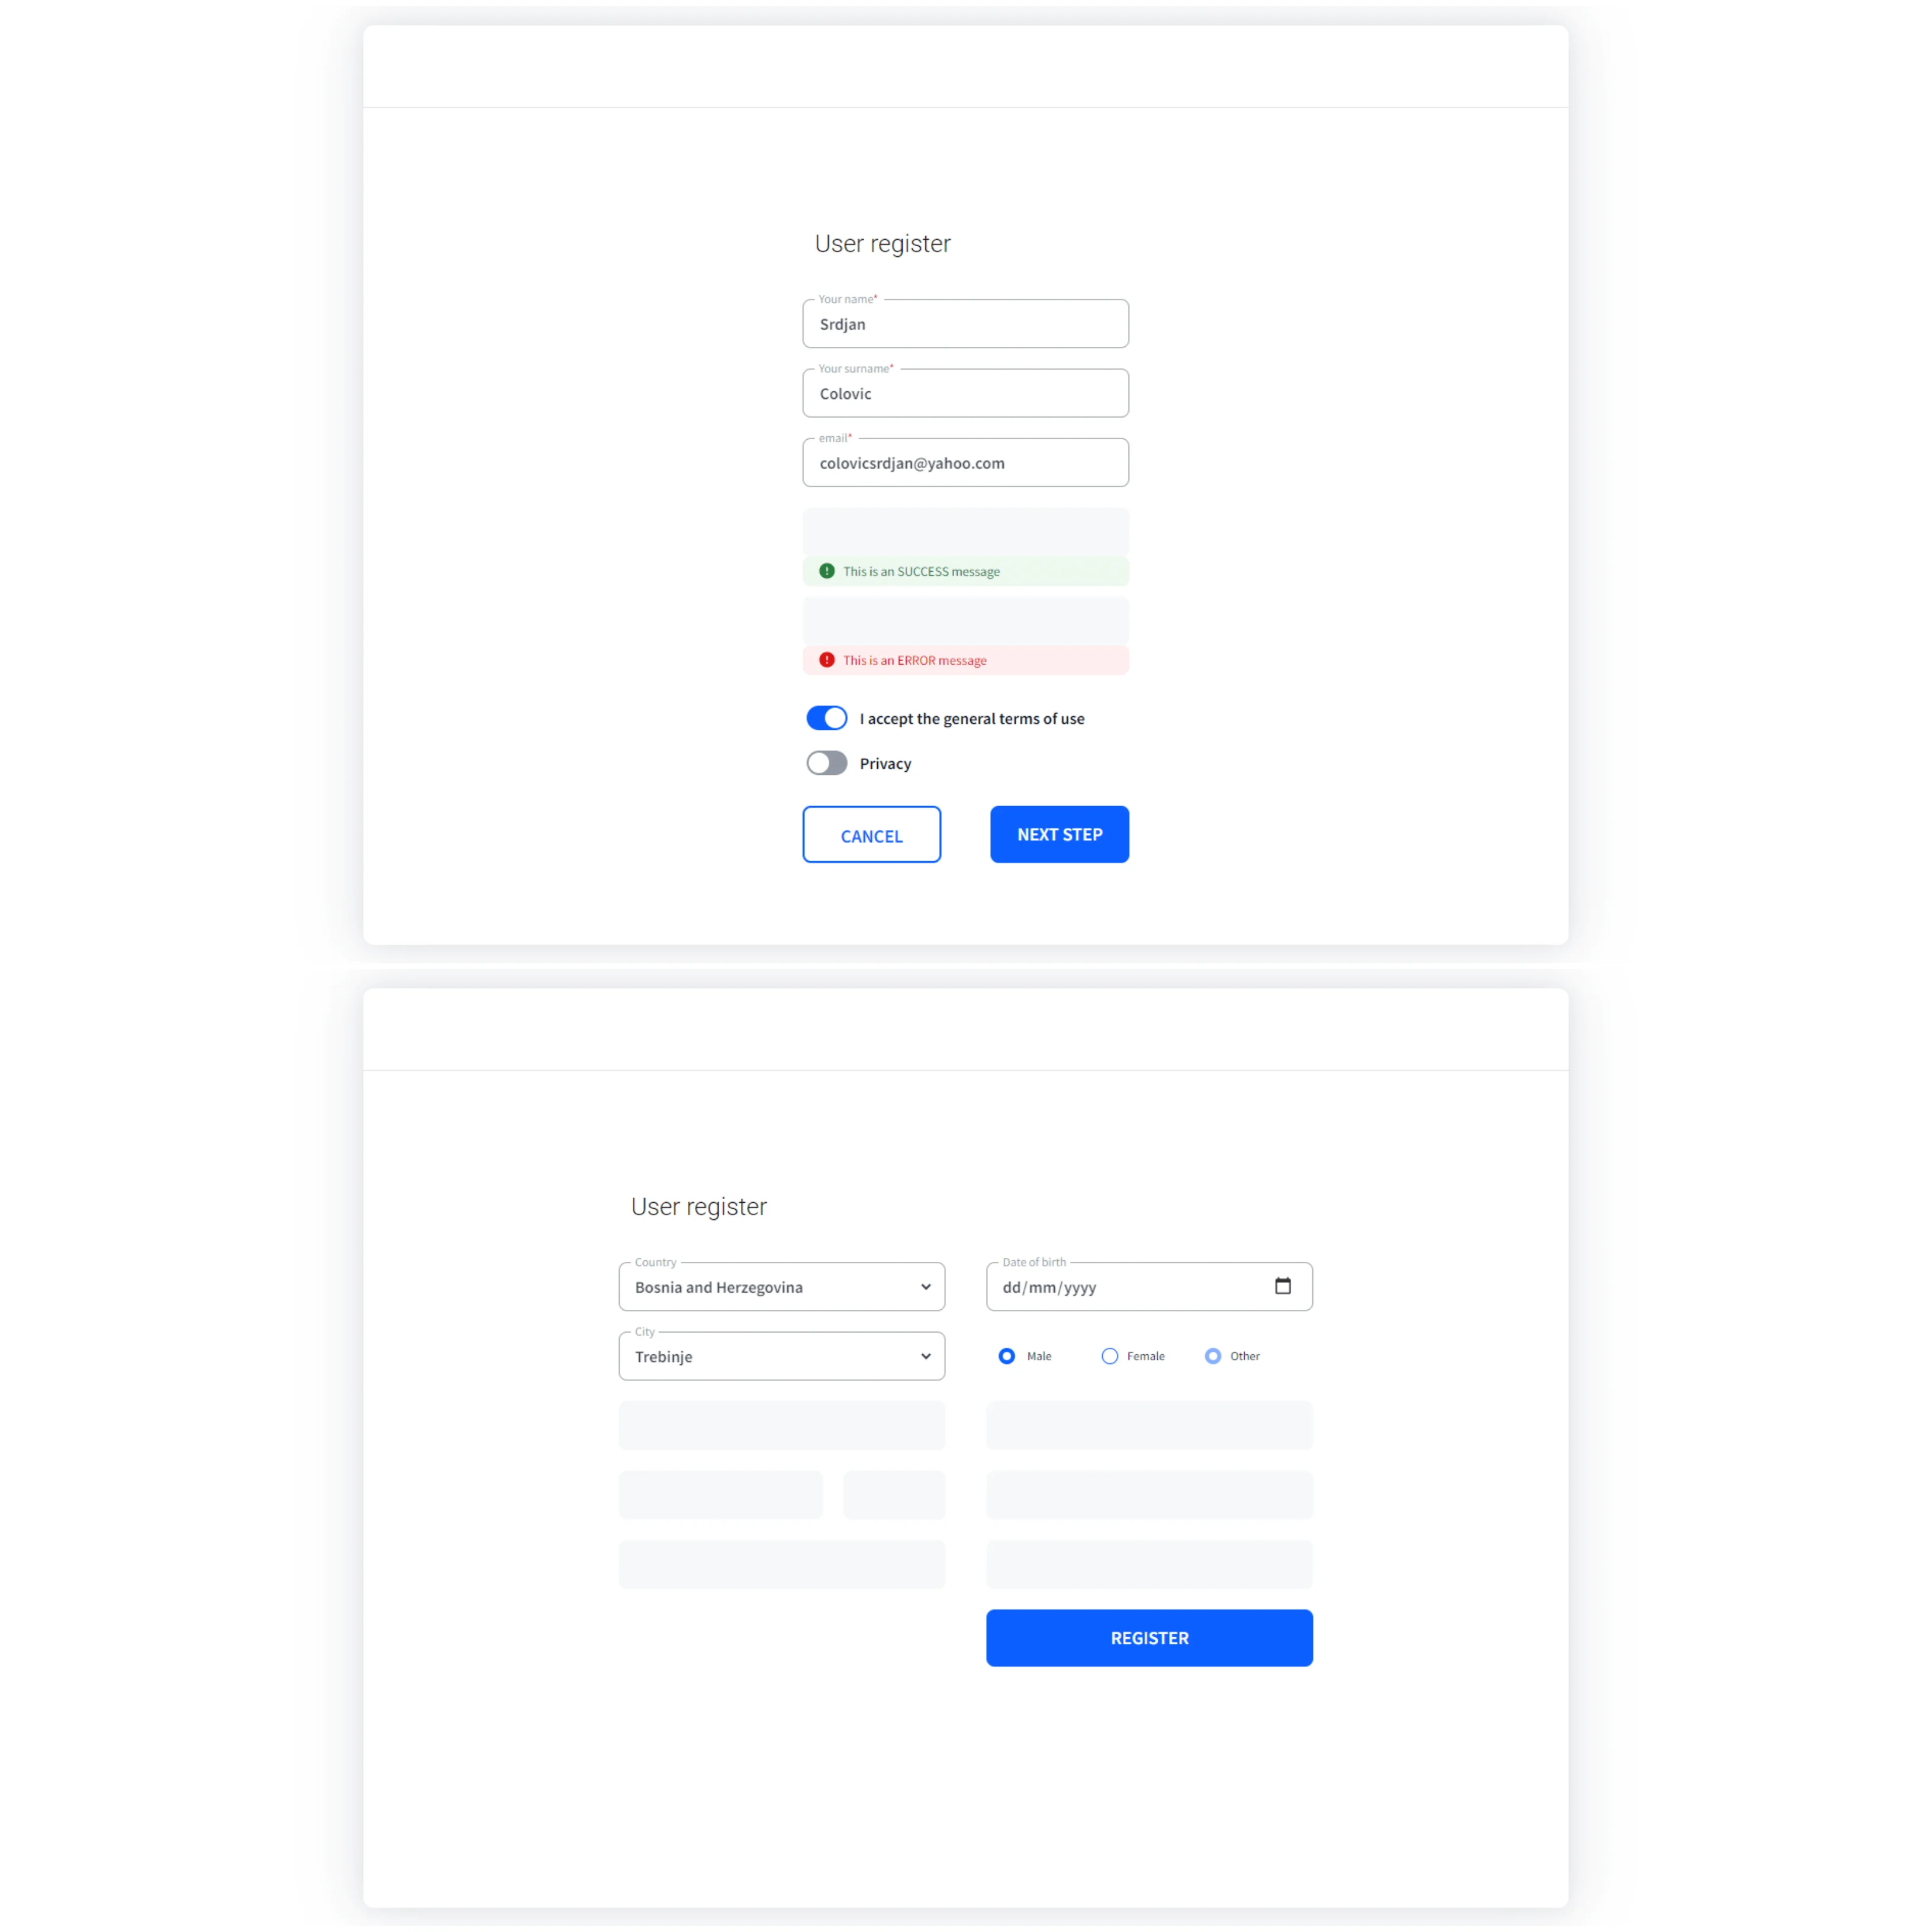 User register
Your name*
Srdjan
Your surname*
Colovic
email*
colovicsrdjan@yahoo.com
This is an SUCCESS message
This is an ERROR message
I accept the general terms of use
Privacy
CANCEL NEXT STEP
User register
Country Date of birth
Bosnia and Herzegovina dd/mm/yyyy
City
Trebinje Male Female Other
REGISTER